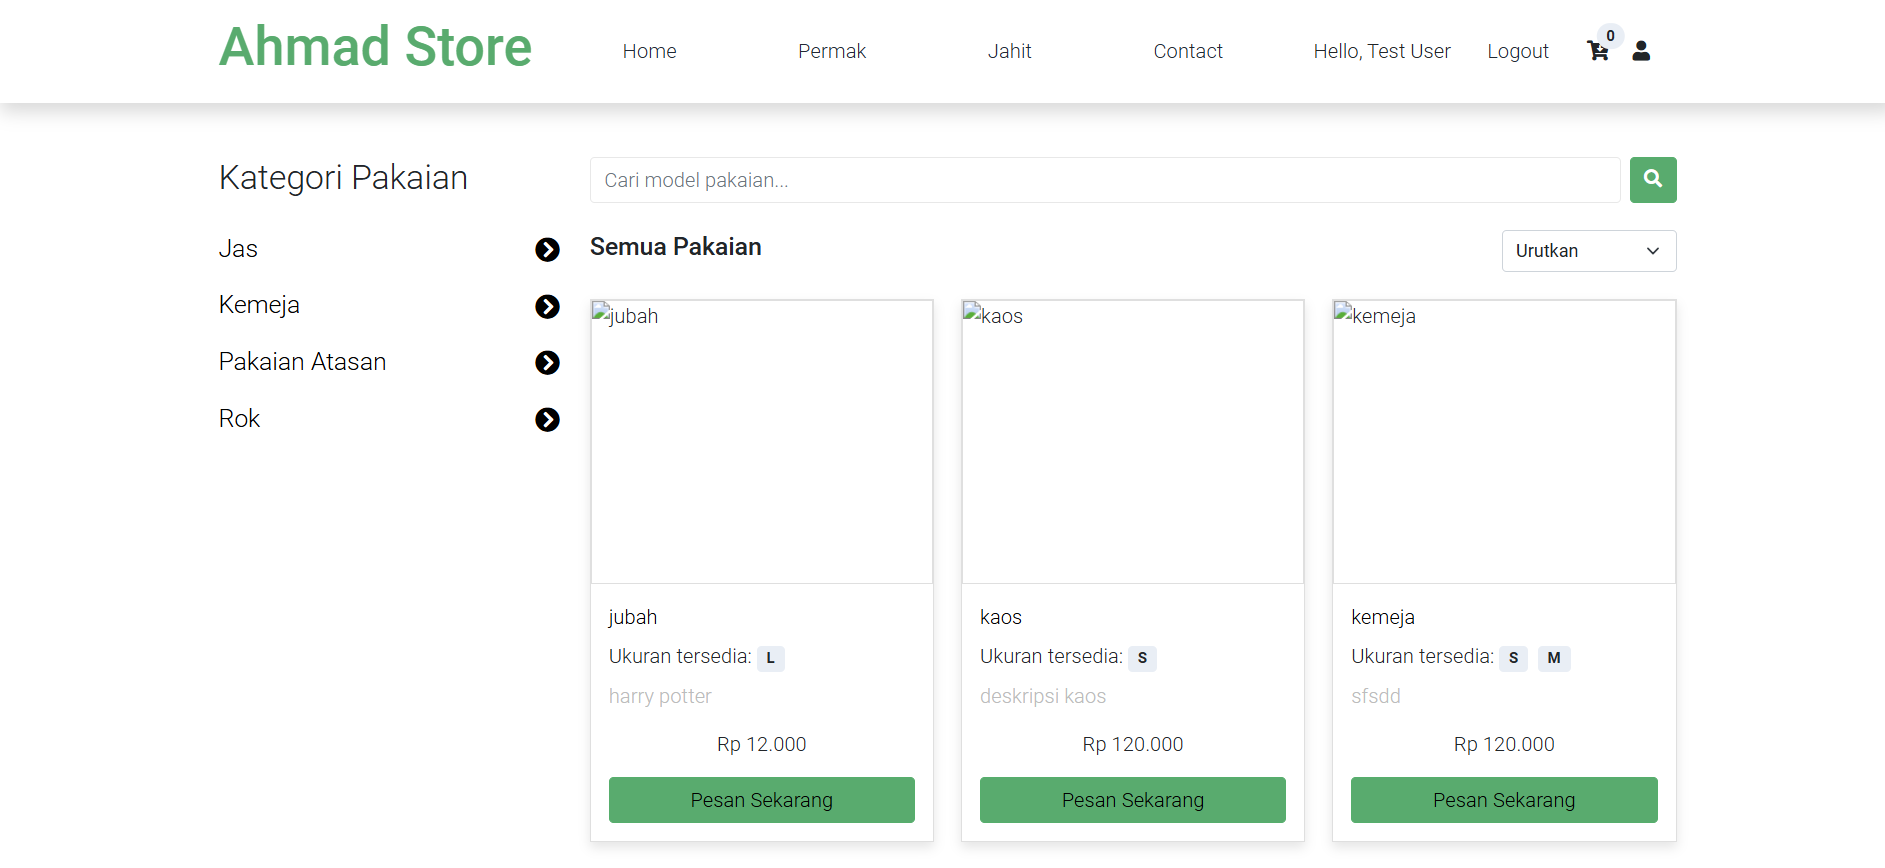 Ahmad Store
Home
Permak
Jahit
Contact
Hello, Test User
Logout
0
Kategori Pakaian
Jas
Kemeja
Pakaian Atasan
Rok
Cari model pakaian...
Semua Pakaian
Urutkan
jubah
jubah
Ukuran tersedia: L
harry potter
Rp 12.000
Pesan Sekarang
kaos
kaos
Ukuran tersedia: S
deskripsi kaos
Rp 120.000
Pesan Sekarang
kemeja
kemeja
Ukuran tersedia: S M
sfsdd
Rp 120.000
Pesan Sekarang